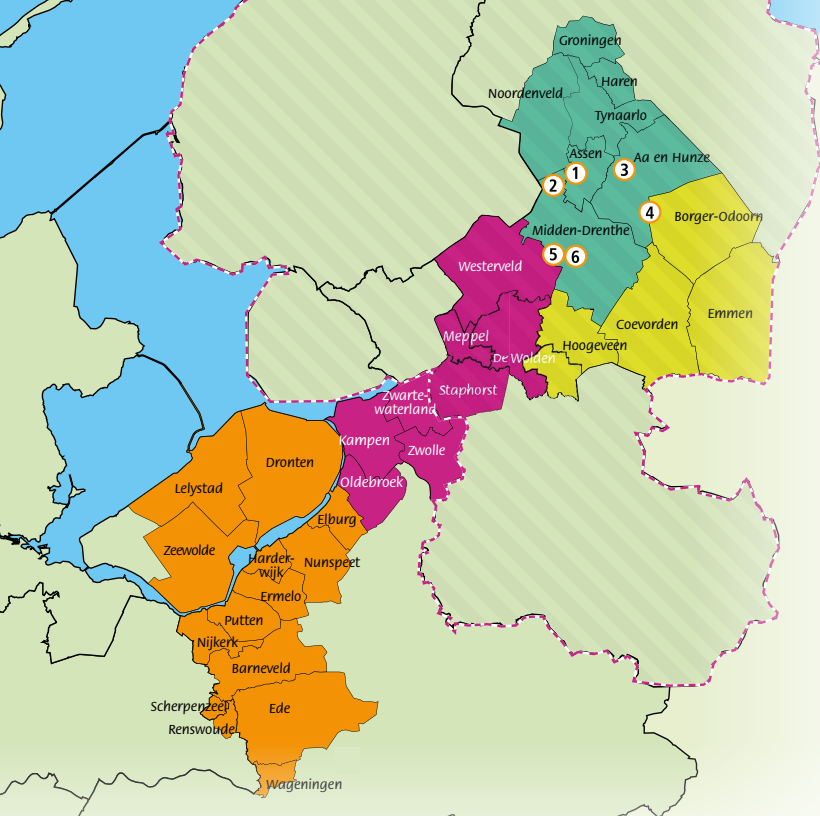 Groningen
Haren
Noordenveld
Tynaarlo
Assen
Aa en Hunze
1
3
2
4
Borger-Odoorn
Midden-Drenthe
5
6
Westerveld
Emmen
Coevorden
Meppel
Hoogeveen
De Wolden
Staphorst
Zwarte-
waterland
Kampen
Zwolle
Dronten
Oldebroek
Lelystad
Elburg
Zeewolde
Harder-
wijk
Nunspeet
Ermelo
Putten
Nijkerk
Barneveld
Scherpenzeel
Ede
Renswoude
Wageningen